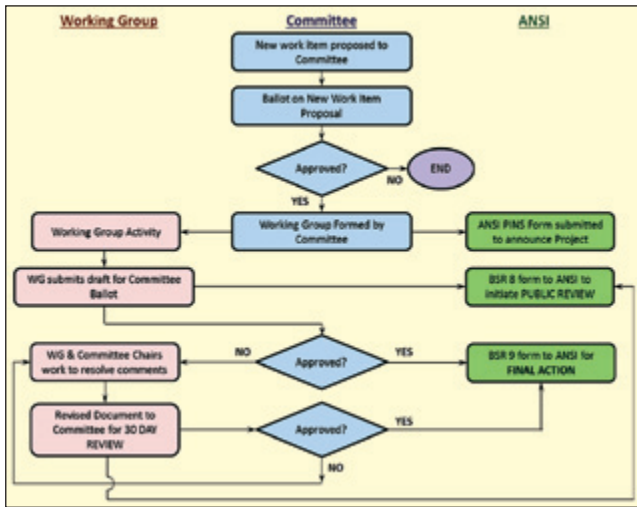 Working Group
Committee
ANSI
New work item proposed to
Committee
Ballot on New Work Item
Proposal
Approved?
NO
END
YES
Working Group Activity
Working Group Formed by
Committee
ANSI PINS Form submitted
to announce Project
WG submits draft for Committee
Ballot
BSR 8 form to ANSI to
initiate PUBLIC REVIEW
WG & Committee Chairs
work to resolve comments
NO
Approved?
YES
BSR 9 form to ANSI for
FINAL ACTION
Revised Document to
Committee for 30 DAY
REVIEW
Approved?
YES
NO